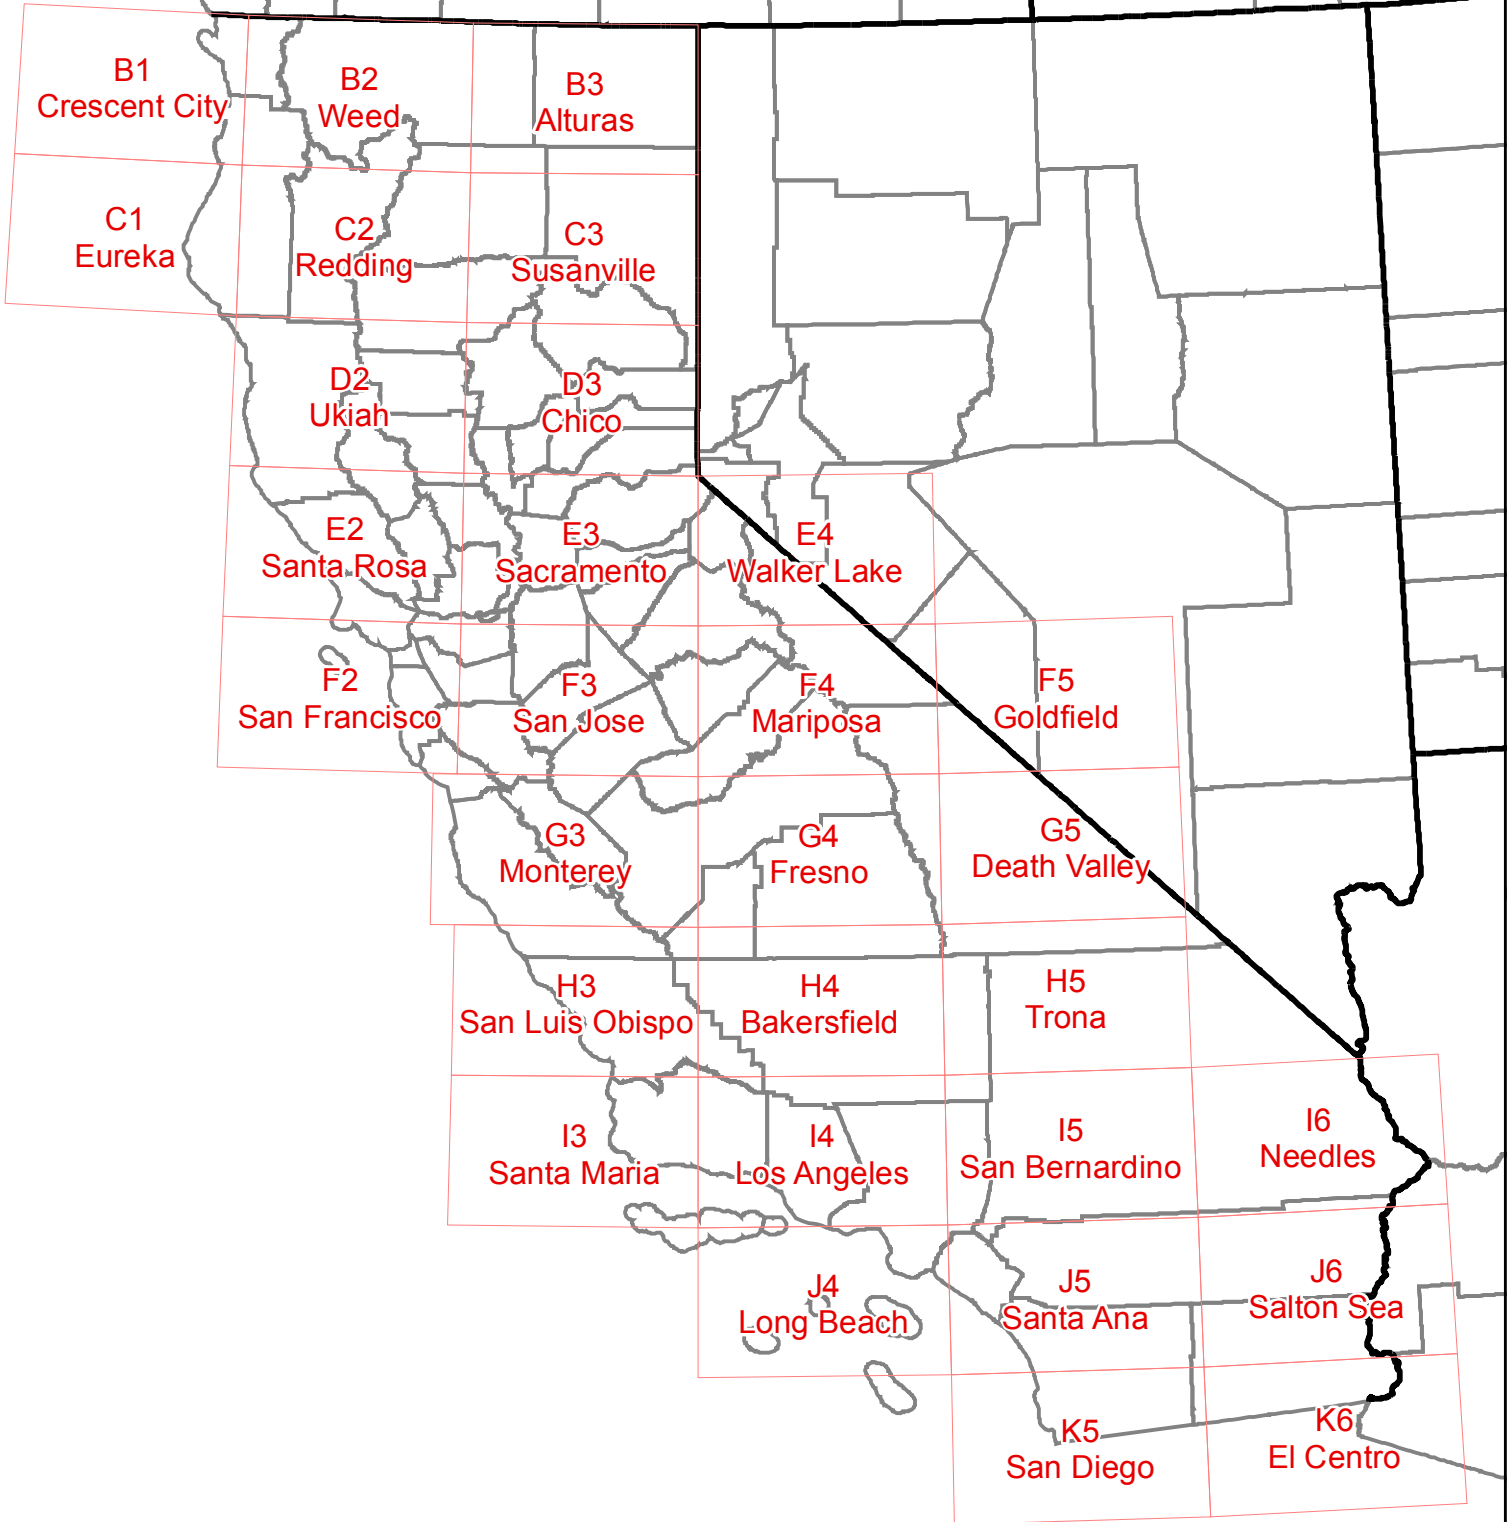 B1
Crescent City
B2
Weed
B3
Alturas
C1
Eureka
C2
Redding
C3
Susanville
D2
Ukiah
D3
Chico
E2
Santa Rosa
E3
Sacramento
E4
Walker Lake
F2
San Francisco
F3
San Jose
F4
Mariposa
F5
Goldfield
G3
Monterey
G4
Fresno
G5
Death Valley
H3
San Luis Obispo
H4
Bakersfield
H5
Trona
I3
Santa Maria
I4
Los Angeles
I5
San Bernardino
I6
Needles
J4
Long Beach
J5
Santa Ana
J6
Salton Sea
K5
San Diego
K6
El Centro